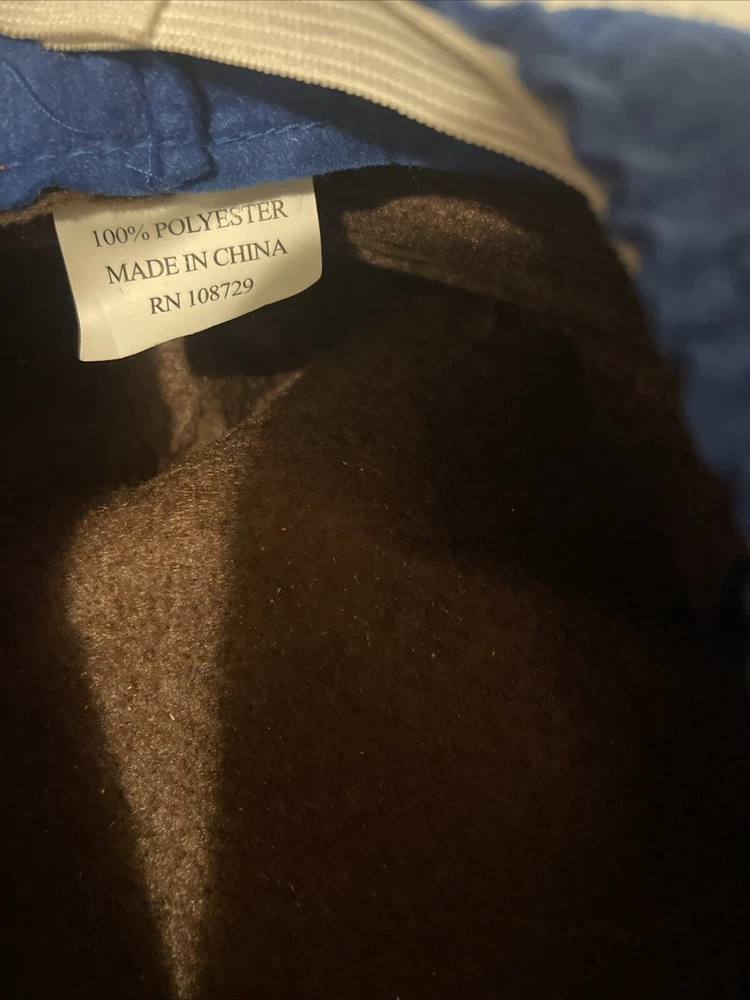 100% POLYESTER
MADE IN CHINA
RN 108729